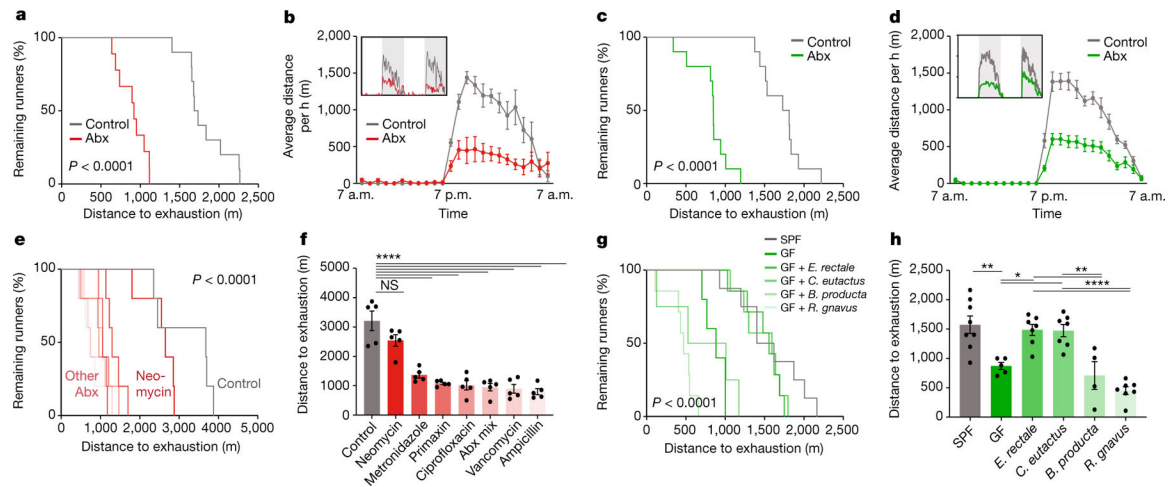 a
Remaining runners (%)
100
50
0
Control
Abx
P < 0.0001
0 500 1,000 1,500 2,000 2,500
Distance to exhaustion (m)
b
Average distance
per h (m)
2,000
1,500
1,000
500
0
Control
Abx
7 a.m. 7 p.m. 7 a.m.
Time
c
Remaining runners (%)
100
50
0
Control
Abx
P < 0.0001
0 500 1,000 1,500 2,000 2,500
Distance to exhaustion (m)
d
Average distance per h (m)
2,000
1,500
1,000
500
0
Control
Abx
7 a.m. 7 p.m. 7 a.m.
Time
e
Remaining runners (%)
100
50
0
P < 0.0001
Other
Abx
Neo-
mycin
Control
0 1,000 2,000 3,000 4,000 5,000
Distance to exhaustion (m)
f
Distance to exhaustion (m)
5000
4000
3000
2000
1000
0
****
NS
Control
Neomycin
Metronidazole
Primaxin
Ciprofloxacin
Abx mix
Vancomycin
Ampicillin
g
Remaining runners (%)
100
50
0
SPF
GF
GF + E. rectale
GF + C. eutactus
GF + B. producta
GF + R. gnavus
P < 0.0001
0 500 1,000 1,500 2,000 2,500
Distance to exhaustion (m)
h
Distance to exhaustion (m)
2,500
2,000
1,500
1,000
500
0
** * **
****
SPF
GF
E. rectale
C. eutactus
B. producta
R. gnavus